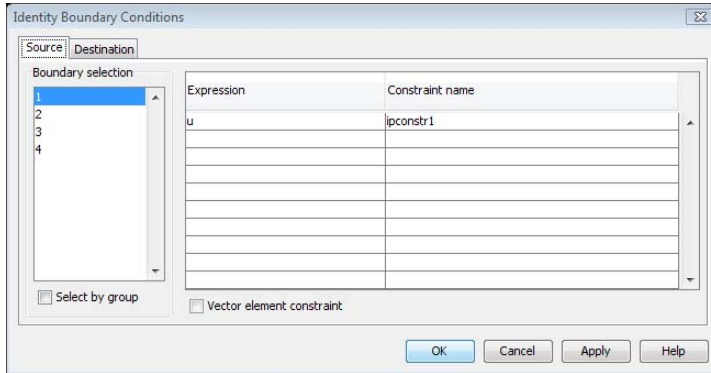 Identity Boundary Conditions
Source Destination
Boundary selection
1
2
3
4
Select by group
Expression Constraint name
u ipconstr1
Vector element constraint
OK Cancel Apply Help